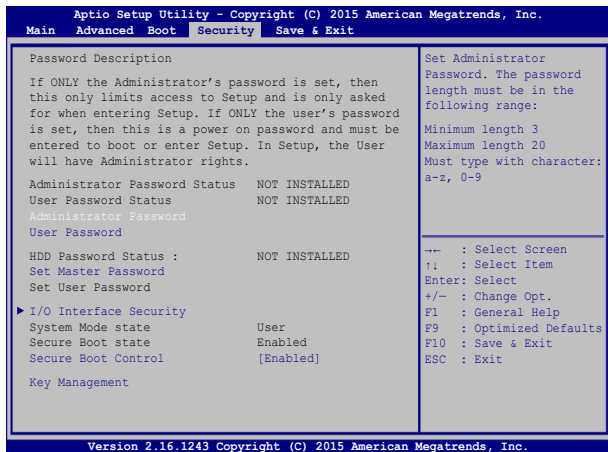 Aptio Setup Utility - Copyright (C) 2015 American Megatrends, Inc.
Main Advanced Boot Security Save & Exit
Password Description
If ONLY the Administrator's password is set, then
this only limits access to Setup and is only asked
for when entering Setup. If ONLY the user's password
is set, then this is a power on password and must be
entered to boot or enter Setup. In Setup, the User
will have Administrator rights.
Administrator Password Status NOT INSTALLED
User Password Status NOT INSTALLED
Administrator Password
User Password
HDD Password Status : NOT INSTALLED
Set Master Password
Set User Password
I/O Interface Security
System Mode state User
Secure Boot state Enabled
Secure Boot Control [Enabled]
Key Management
Set Administrator
Password. The password
length must be in the
following range:
Minimum length 3
Maximum length 20
Must type with character:
a-z, 0-9
→← : Select Screen
↑↓ : Select Item
Enter: Select
+/— : Change Opt.
F1 : General Help
F9 : Optimized Defaults
F10 : Save & Exit
ESC : Exit
Version 2.16.1243 Copyright (C) 2015 American Megatrends, Inc.